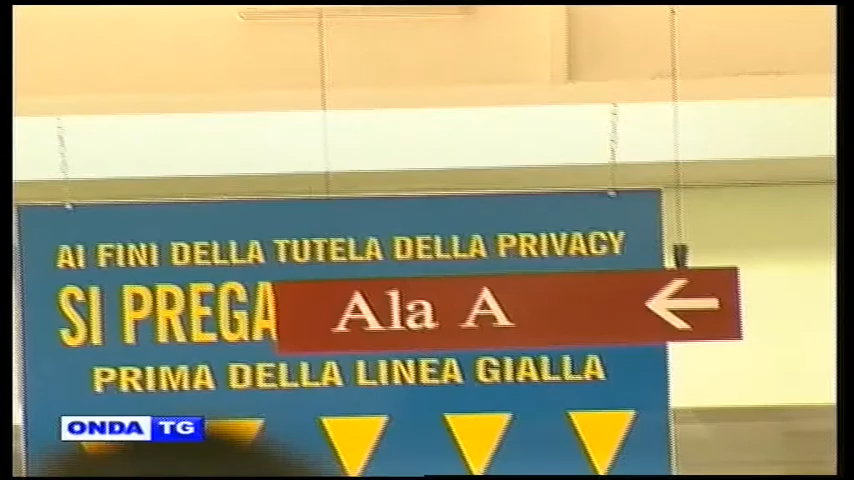 AI FINI DELLA TUTELA DELLA PRIVACY
SI PREGA
Ala A
PRIMA DELLA LINEA GIALLA
ONDA TG